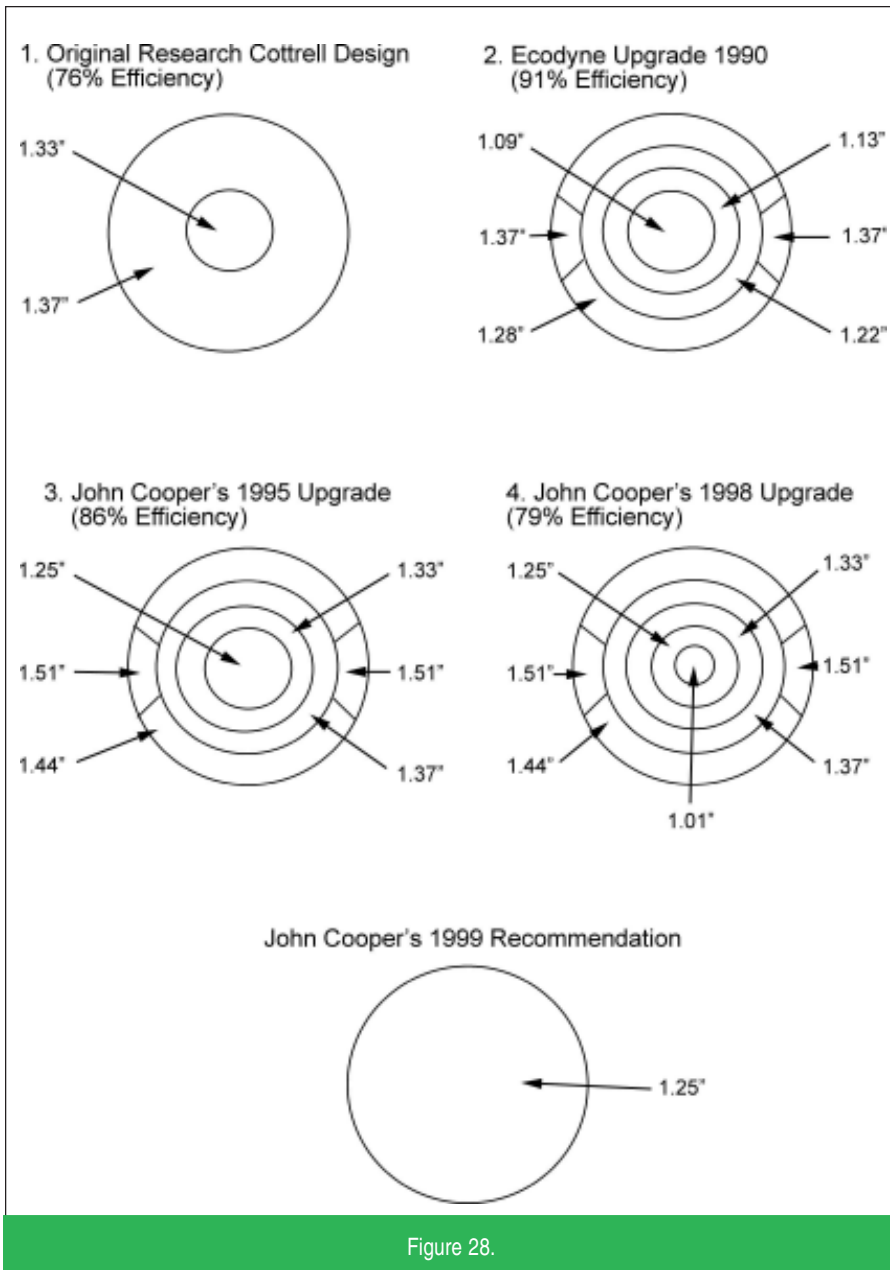 1. Original Research Cottrell Design
(76% Efficiency)
1.33"
1.37"
2. Ecodyne Upgrade 1990
(91% Efficiency)
1.09"
1.13"
1.37"
1.37"
1.28"
1.22"
3. John Cooper's 1995 Upgrade
(86% Efficiency)
1.25"
1.33"
1.51"
1.51"
1.44"
1.37"
4. John Cooper's 1998 Upgrade
(79% Efficiency)
1.25"
1.33"
1.51"
1.51"
1.44"
1.37"
1.01"
John Cooper's 1999 Recommendation
1.25"
Figure 28.